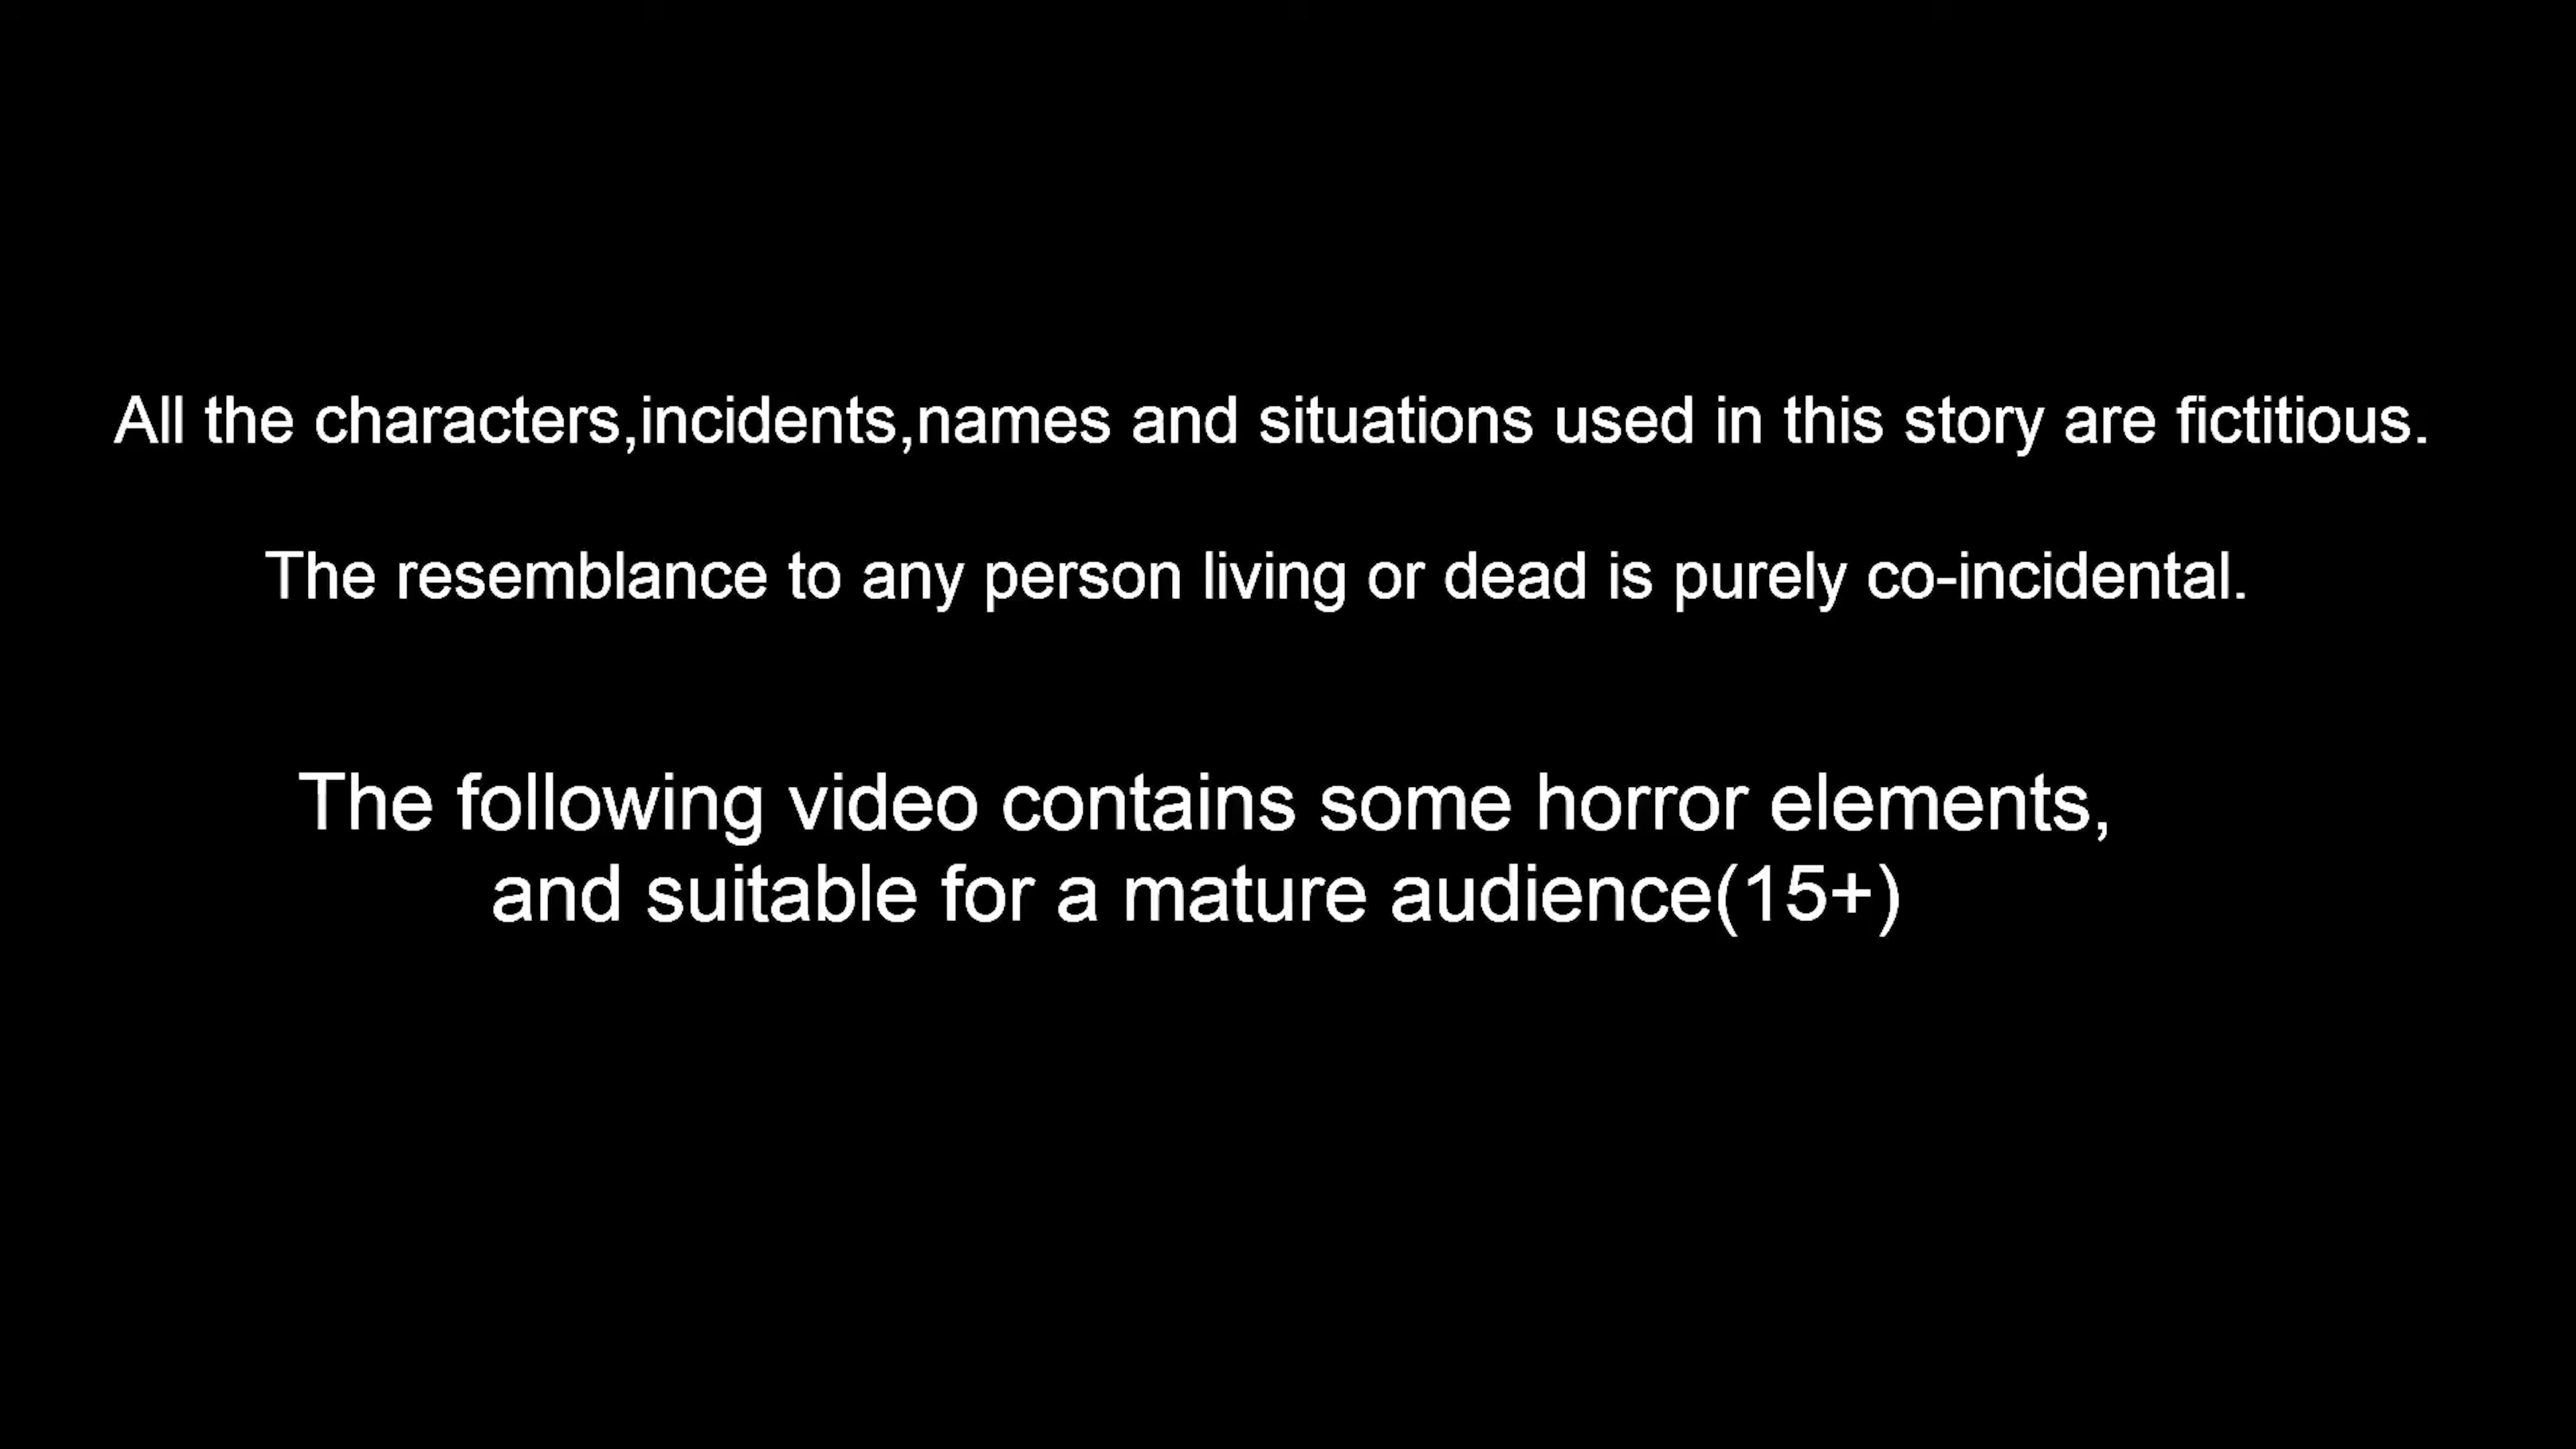 All the characters,incidents,names and situations used in this story are fictitious.
The resemblance to any person living or dead is purely co-incidental.
The following video contains some horror elements,
and suitable for a mature audience(15+)